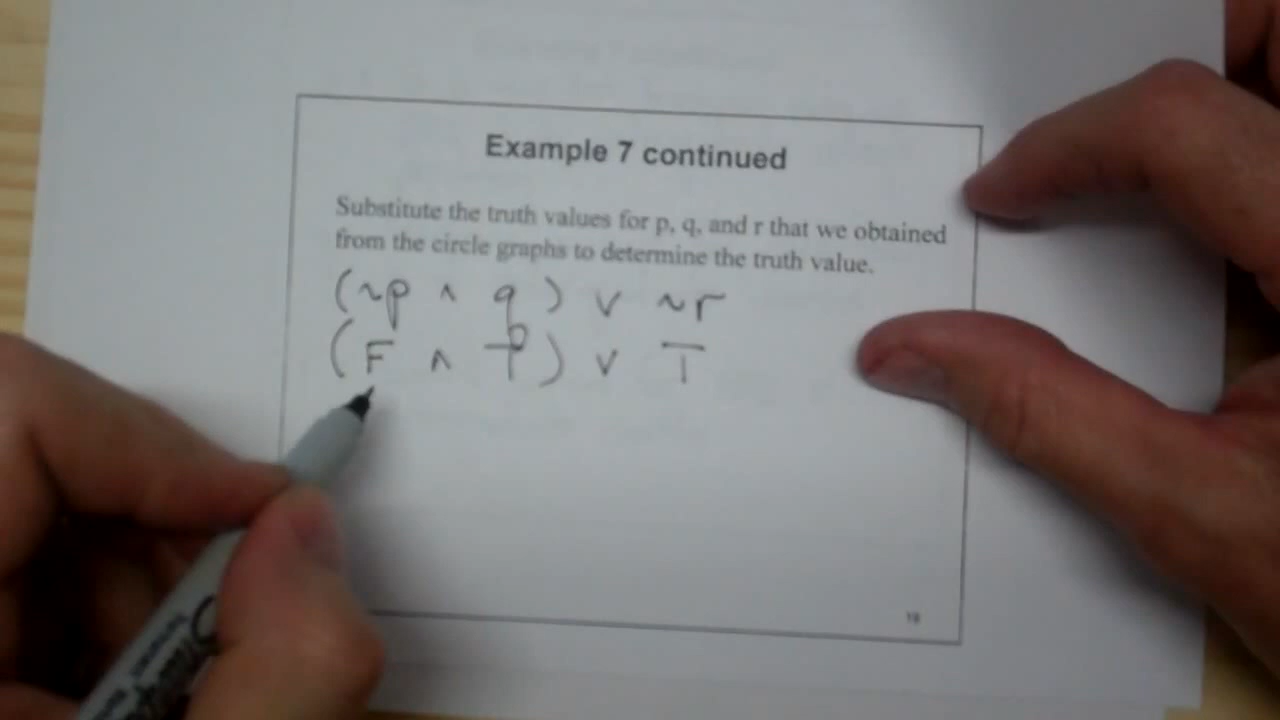 Example 7 continued
Substitute the truth values for p, q, and r that we obtained
from the circle graphs to determine the truth value.
(~p ∧ q) ∨ ~r
(F ∧ T) ∨ T
19